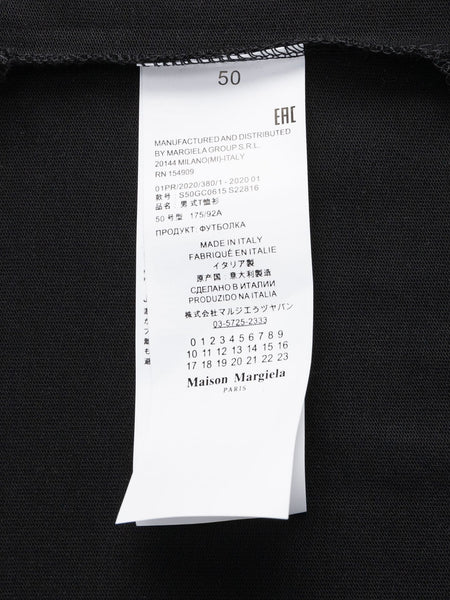 50
EAC
MANUFACTURED AND DISTRIBUTED
BY MARGIELA GROUP S.R.L.
20144 MILANO(MI)-ITALY
RN 154909
01PR/2020/380/1 - 2020 01
款号 S50GC0615 S22816
品名 男式T恤衫
50 号型 175/92A
ПРОДУКТ: ФУТБОЛКА
MADE IN ITALY
FABRIQUÉ EN ITALIE
イタリア製
原产国: 意大利製造
СДЕЛАНО В ИТАЛИИ
PRODUZIDO NA ITALIA
株式会社マルジエラジャパン
03-5725-2333
0 1 2 3 4 5 6 7 8 9
10 11 12 13 14 15 16
17 18 19 20 21 22 23
Maison Margiela
PARIS